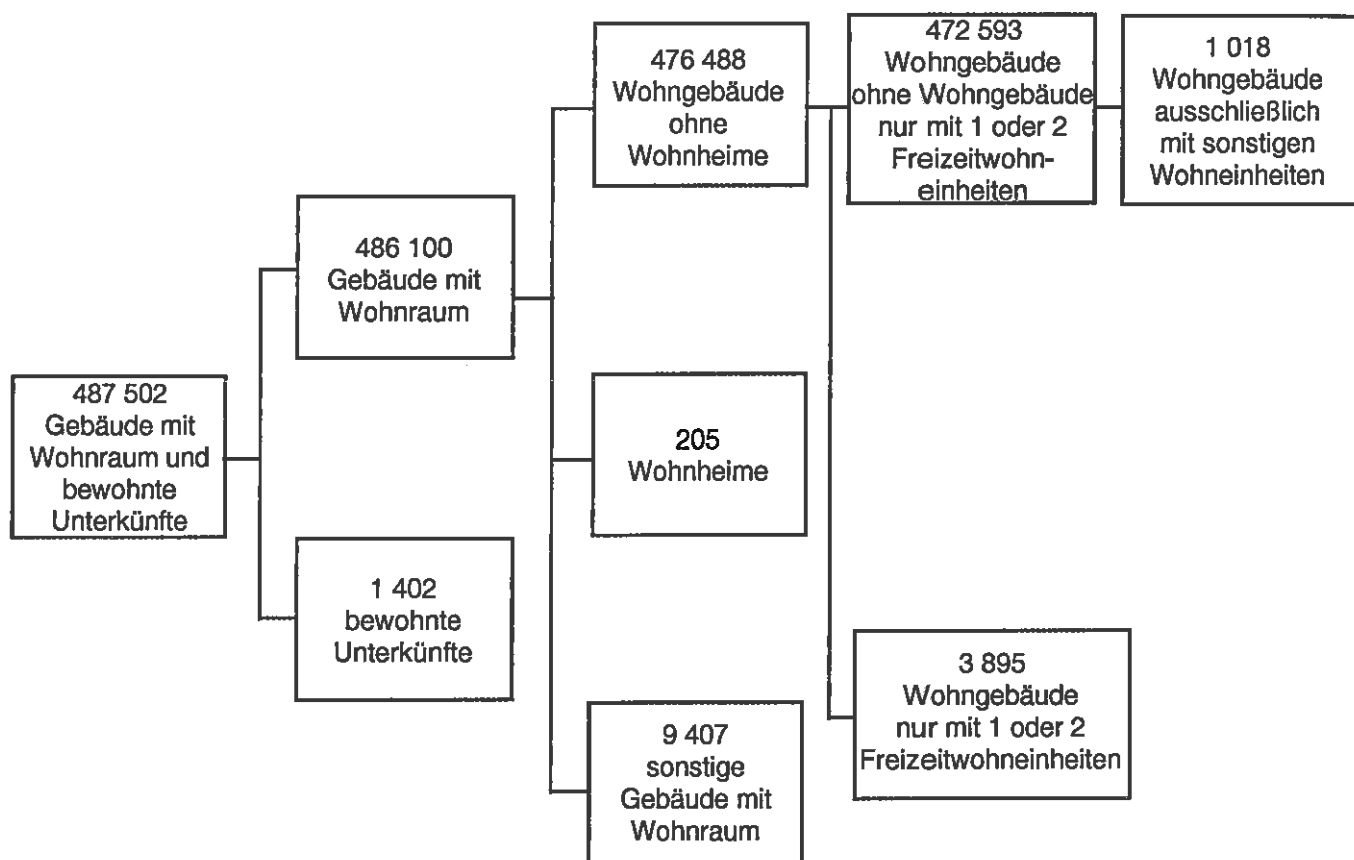 476 488
Wohngebäude
ohne
Wohnheime
472 593
Wohngebäude
ohne Wohngebäude
nur mit 1 oder 2
Freizeitwohn-
einheiten
1 018
Wohngebäude
ausschließlich
mit sonstigen
Wohneinheiten
486 100
Gebäude mit
Wohnraum
487 502
Gebäude mit
Wohnraum und
bewohnte
Unterkünfte
205
Wohnheime
1 402
bewohnte
Unterkünfte
3 895
Wohngebäude
nur mit 1 oder 2
Freizeitwohneinheiten
9 407
sonstige
Gebäude mit
Wohnraum